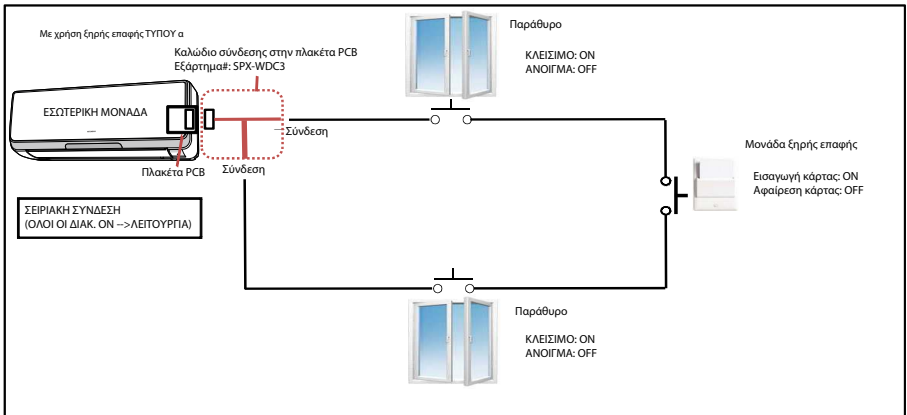 Με χρήση ξηρής επαφής ΤΥΠΟΥ α
Καλώδιο σύνδεσης στην πλακέτα PCB
Εξάρτημα#: SPX-WDC3
ΕΣΩΤΕΡΙΚΗ ΜΟΝΑΔΑ
Πλακέτα PCB
Σύνδεση
Σύνδεση
ΣΕΙΡΙΑΚΗ ΣΥΝΔΕΣΗ
(ΟΛΟΙ ΟΙ ΔΙΑΚ. ON -->ΛΕΙΤΟΥΡΓΙΑ)
Παράθυρο
ΚΛΕΙΣΙΜΟ: ON
ΑΝΟΙΓΜΑ: OFF
Μονάδα ξηρής επαφής
Εισαγωγή κάρτας: ON
Αφαίρεση κάρτας: OFF
Παράθυρο
ΚΛΕΙΣΙΜΟ: ON
ΑΝΟΙΓΜΑ: OFF